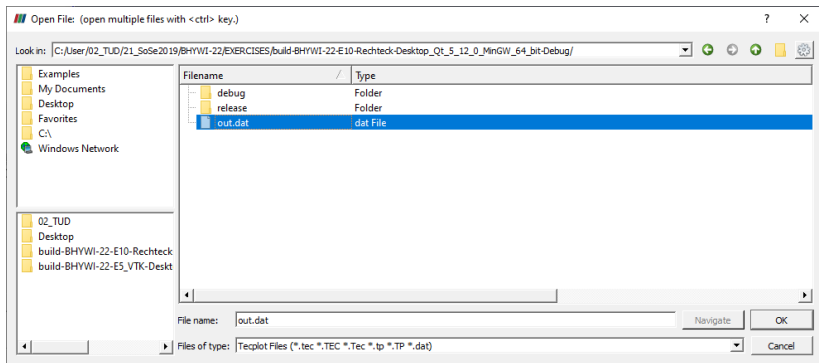 Open File: (open multiple files with <ctrl> key.)
? 
Look in: C:/User/02_TUD/21_SoSe2019/BHYWI-22/EXERCISES/build-BHYWI-22-E10-Rechteck-Desktop_Qt_5_12_0_MinGW_64_bit-Debug/
Examples
My Documents
Desktop
Favorites
C:\
Windows Network
02_TUD
Desktop
build-BHYWI-22-E10-Rechteck
build-BHYWI-22-E5_VTK-Deskt
Filename Type
debug Folder
release Folder
out.dat dat File
File name: out.dat Navigate OK
Files of type: Tecplot Files (*.tec *.TEC *.Tec *.tp *.TP *.dat) Cancel